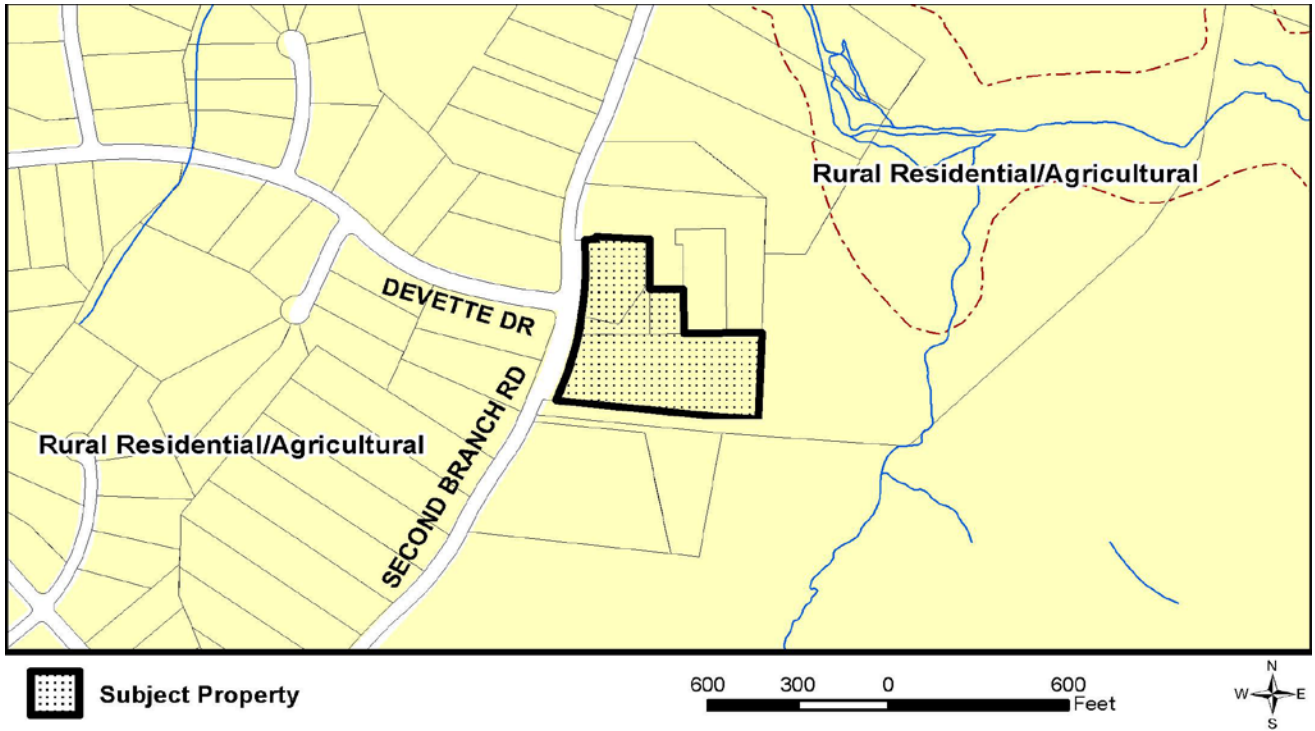 Rural Residential/Agricultural
DEVETTE DR
SECOND BRANCH RD
Rural Residential/Agricultural
Subject Property
600 300 0 600
Feet
N
W E
S